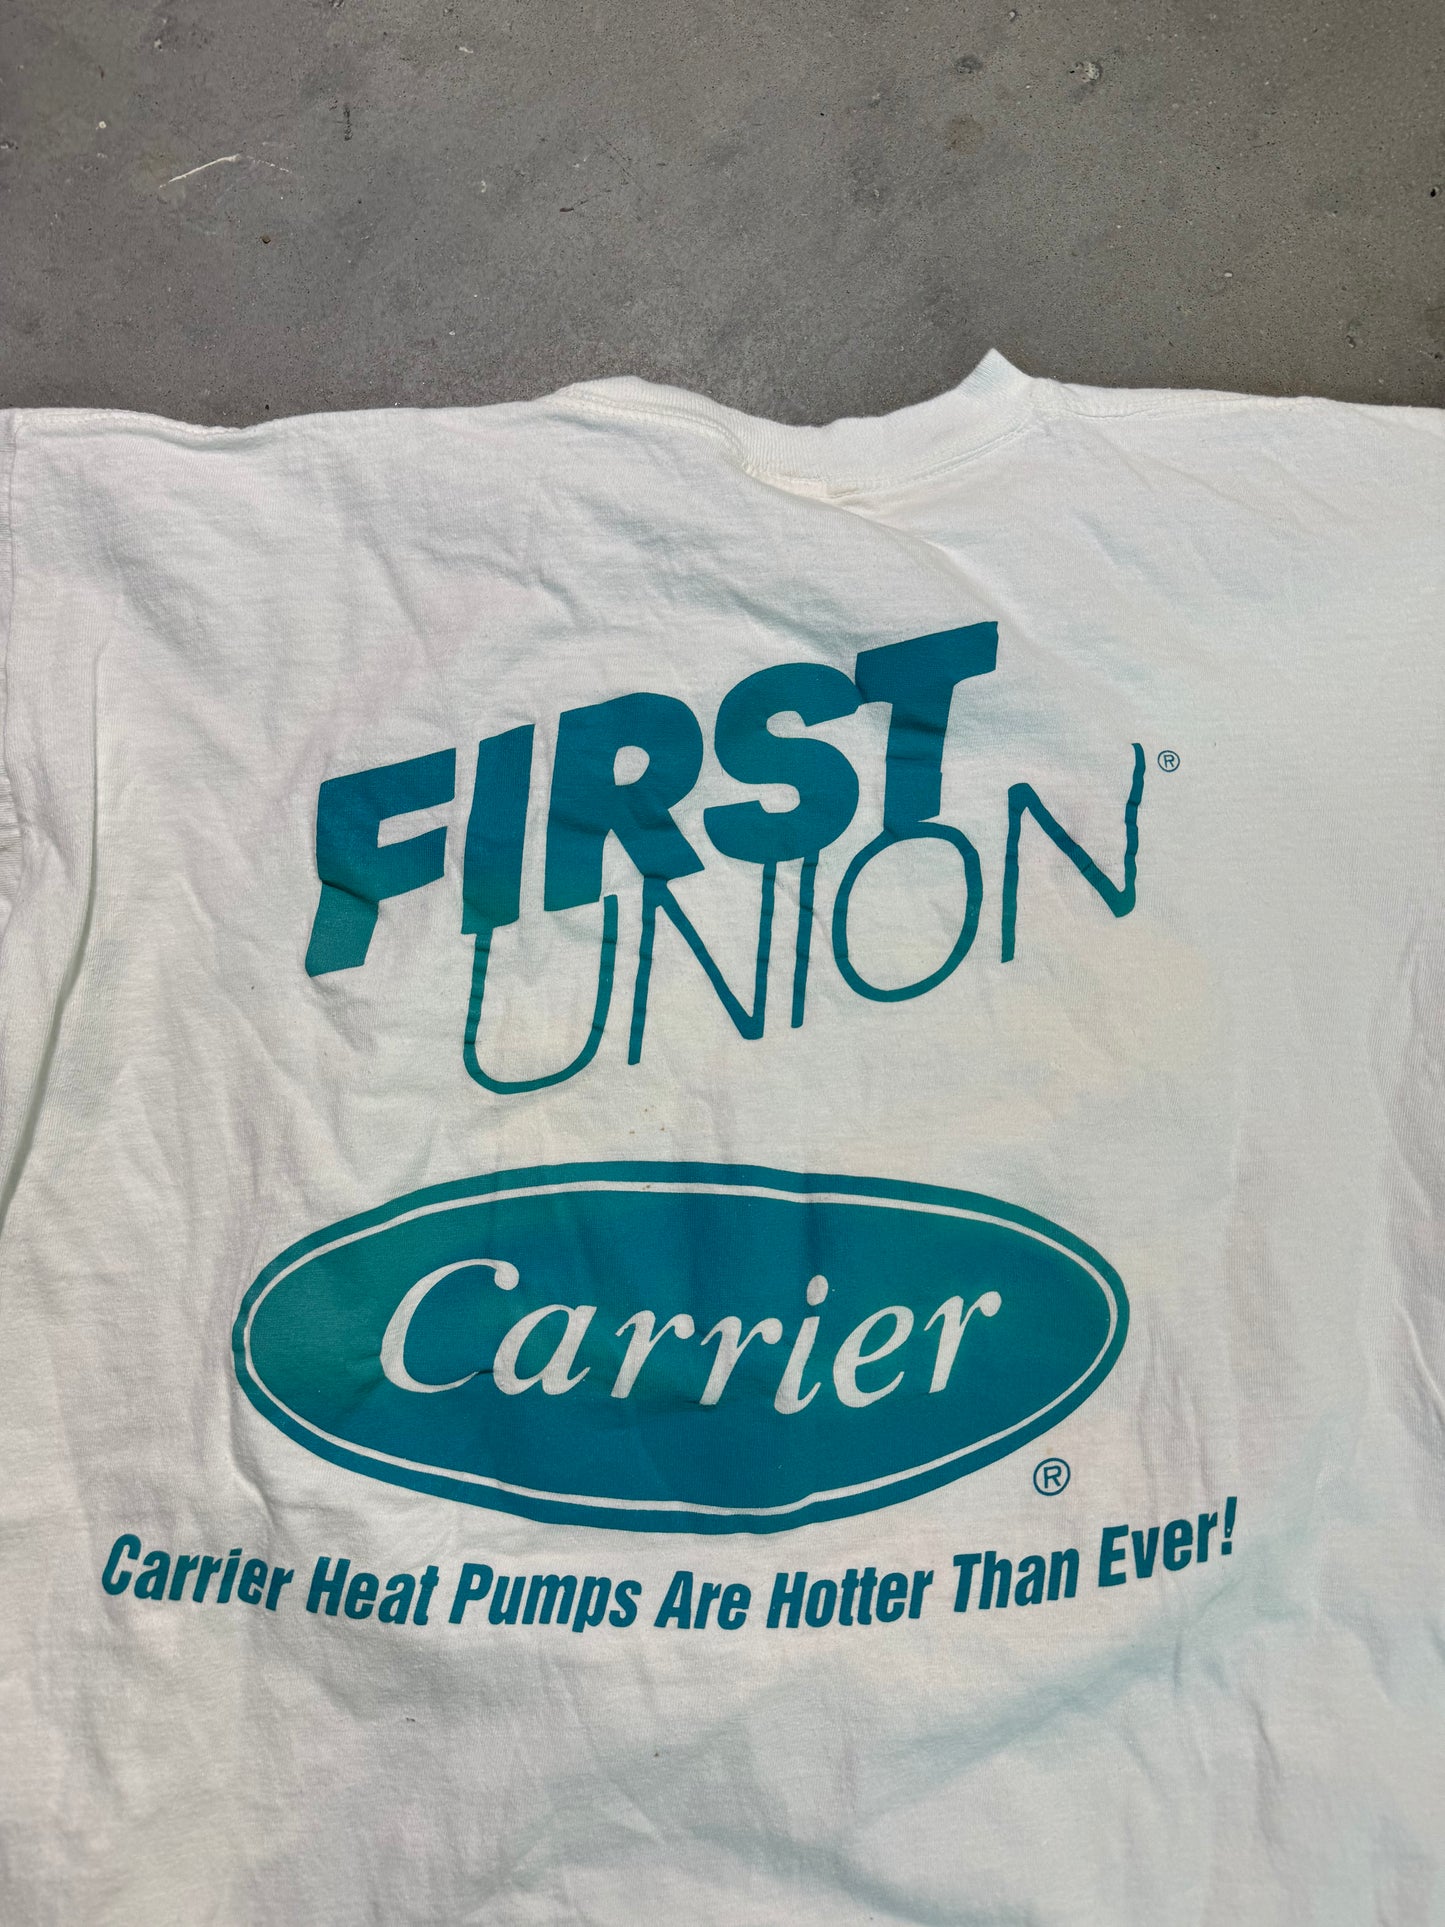 FIRST
UNION®
Carrier
®
Carrier Heat Pumps Are Hotter Than Ever!